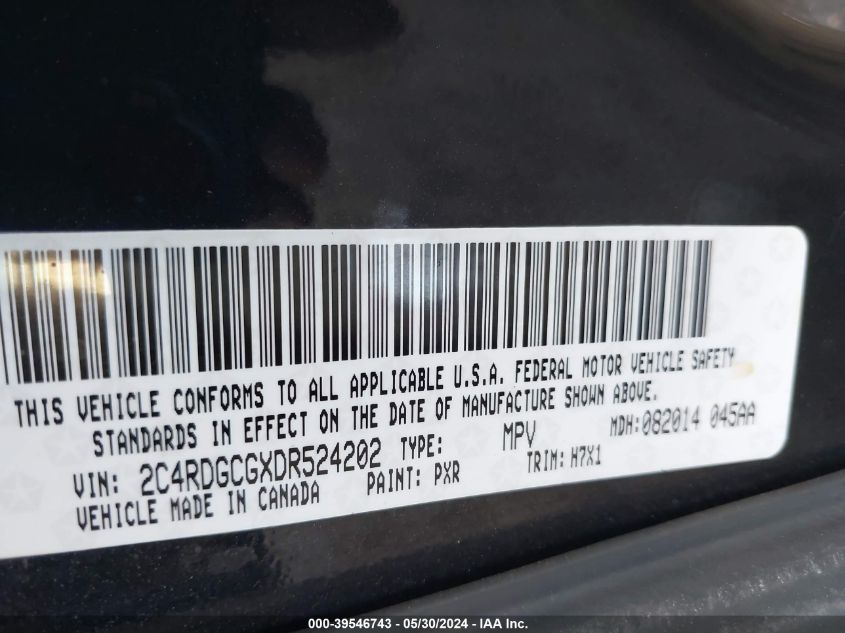 THIS VEHICLE CONFORMS TO ALL APPLICABLE U.S.A. FEDERAL MOTOR VEHICLE SAFETY
STANDARDS IN EFFECT ON THE DATE OF MANUFACTURE SHOWN ABOVE.
VIN: 2C4RDGCGXDR524202 TYPE: MPV MDH:082014 045AA
VEHICLE MADE IN CANADA PAINT: PXR TRIM: H7X1
000-39546743 / 05/30/2024 - IAA Inc.